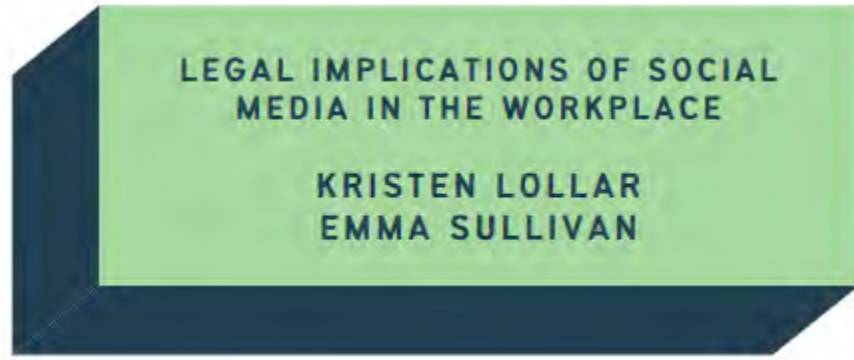 LEGAL IMPLICATIONS OF SOCIAL
MEDIA IN THE WORKPLACE
KRISTEN LOLLAR
EMMA SULLIVAN